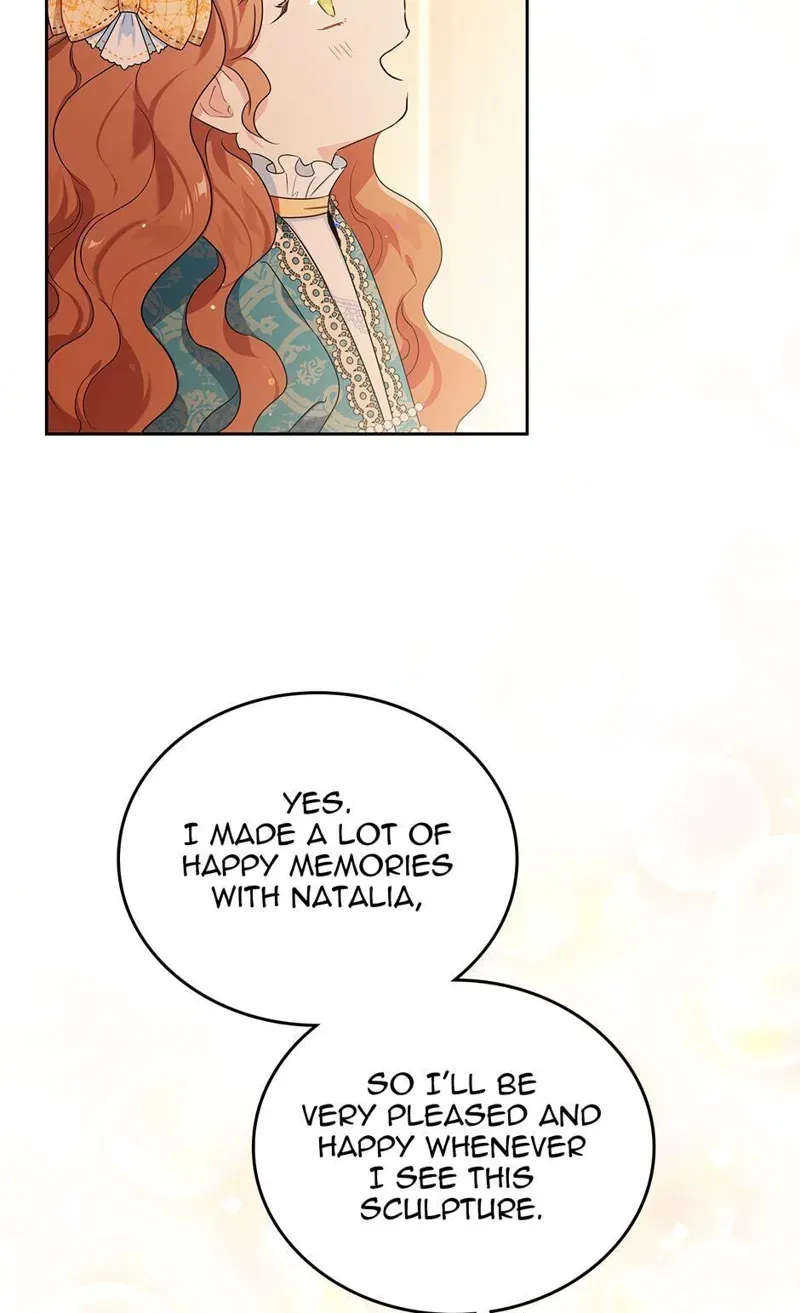 YES.
I MADE A LOT OF
HAPPY MEMORIES
WITH NATALIA,
SO I'LL BE
VERY PLEASED AND
HAPPY WHENEVER
I SEE THIS
SCULPTURE.